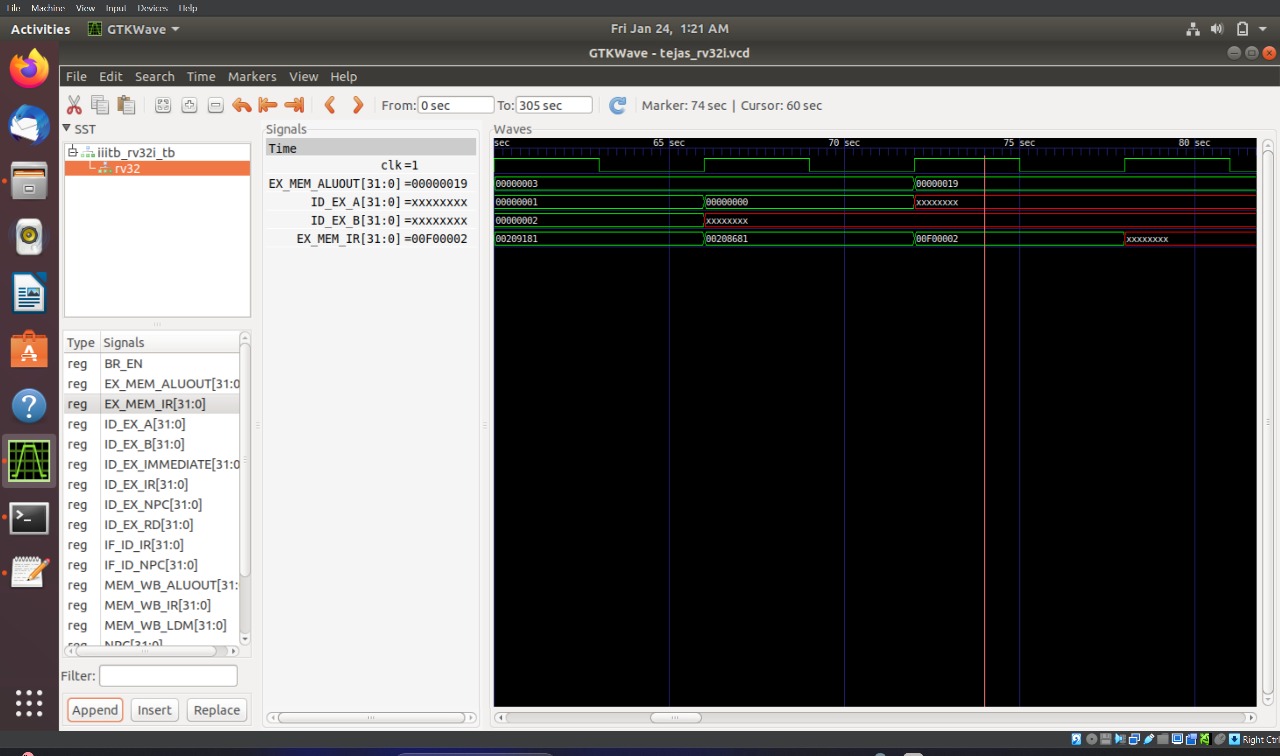 File Machine View Input Devices Help
Activities GTKWave Fri Jan 24, 1:21 AM
GTKWave - tejas_rv32i.vcd
File Edit Search Time Markers View Help
From: 0 sec To: 305 sec Marker: 74 sec | Cursor: 60 sec
SST
iiitb_rv32i_tb
rv32
Type Signals
reg BR_EN
reg EX_MEM_ALUOUT[31:0
reg EX_MEM_IR[31:0]
reg ID_EX_A[31:0]
reg ID_EX_B[31:0]
reg ID_EX_IMMEDIATE[31:0
reg ID_EX_IR[31:0]
reg ID_EX_NPC[31:0]
reg ID_EX_RD[31:0]
reg IF_ID_IR[31:0]
reg IF_ID_NPC[31:0]
reg MEM_WB_ALUOUT[31:
reg MEM_WB_IR[31:0]
reg MEM_WB_LDM[31:0]
reg NPC[31:0]
Filter:
Append Insert Replace
Signals
Time
clk =1
EX_MEM_ALUOUT[31:0] =00000019
ID_EX_A[31:0] =xxxxxxxx
ID_EX_B[31:0] =xxxxxxxx
EX_MEM_IR[31:0] =00F00002
Waves
sec 65 sec 70 sec 75 sec 80 sec
00000003 00000019
00000001 00000000 xxxxxxxx
00000002 xxxxxxxx
00209181 00208681 00F00002 xxxxxxxx
Right Ctrl